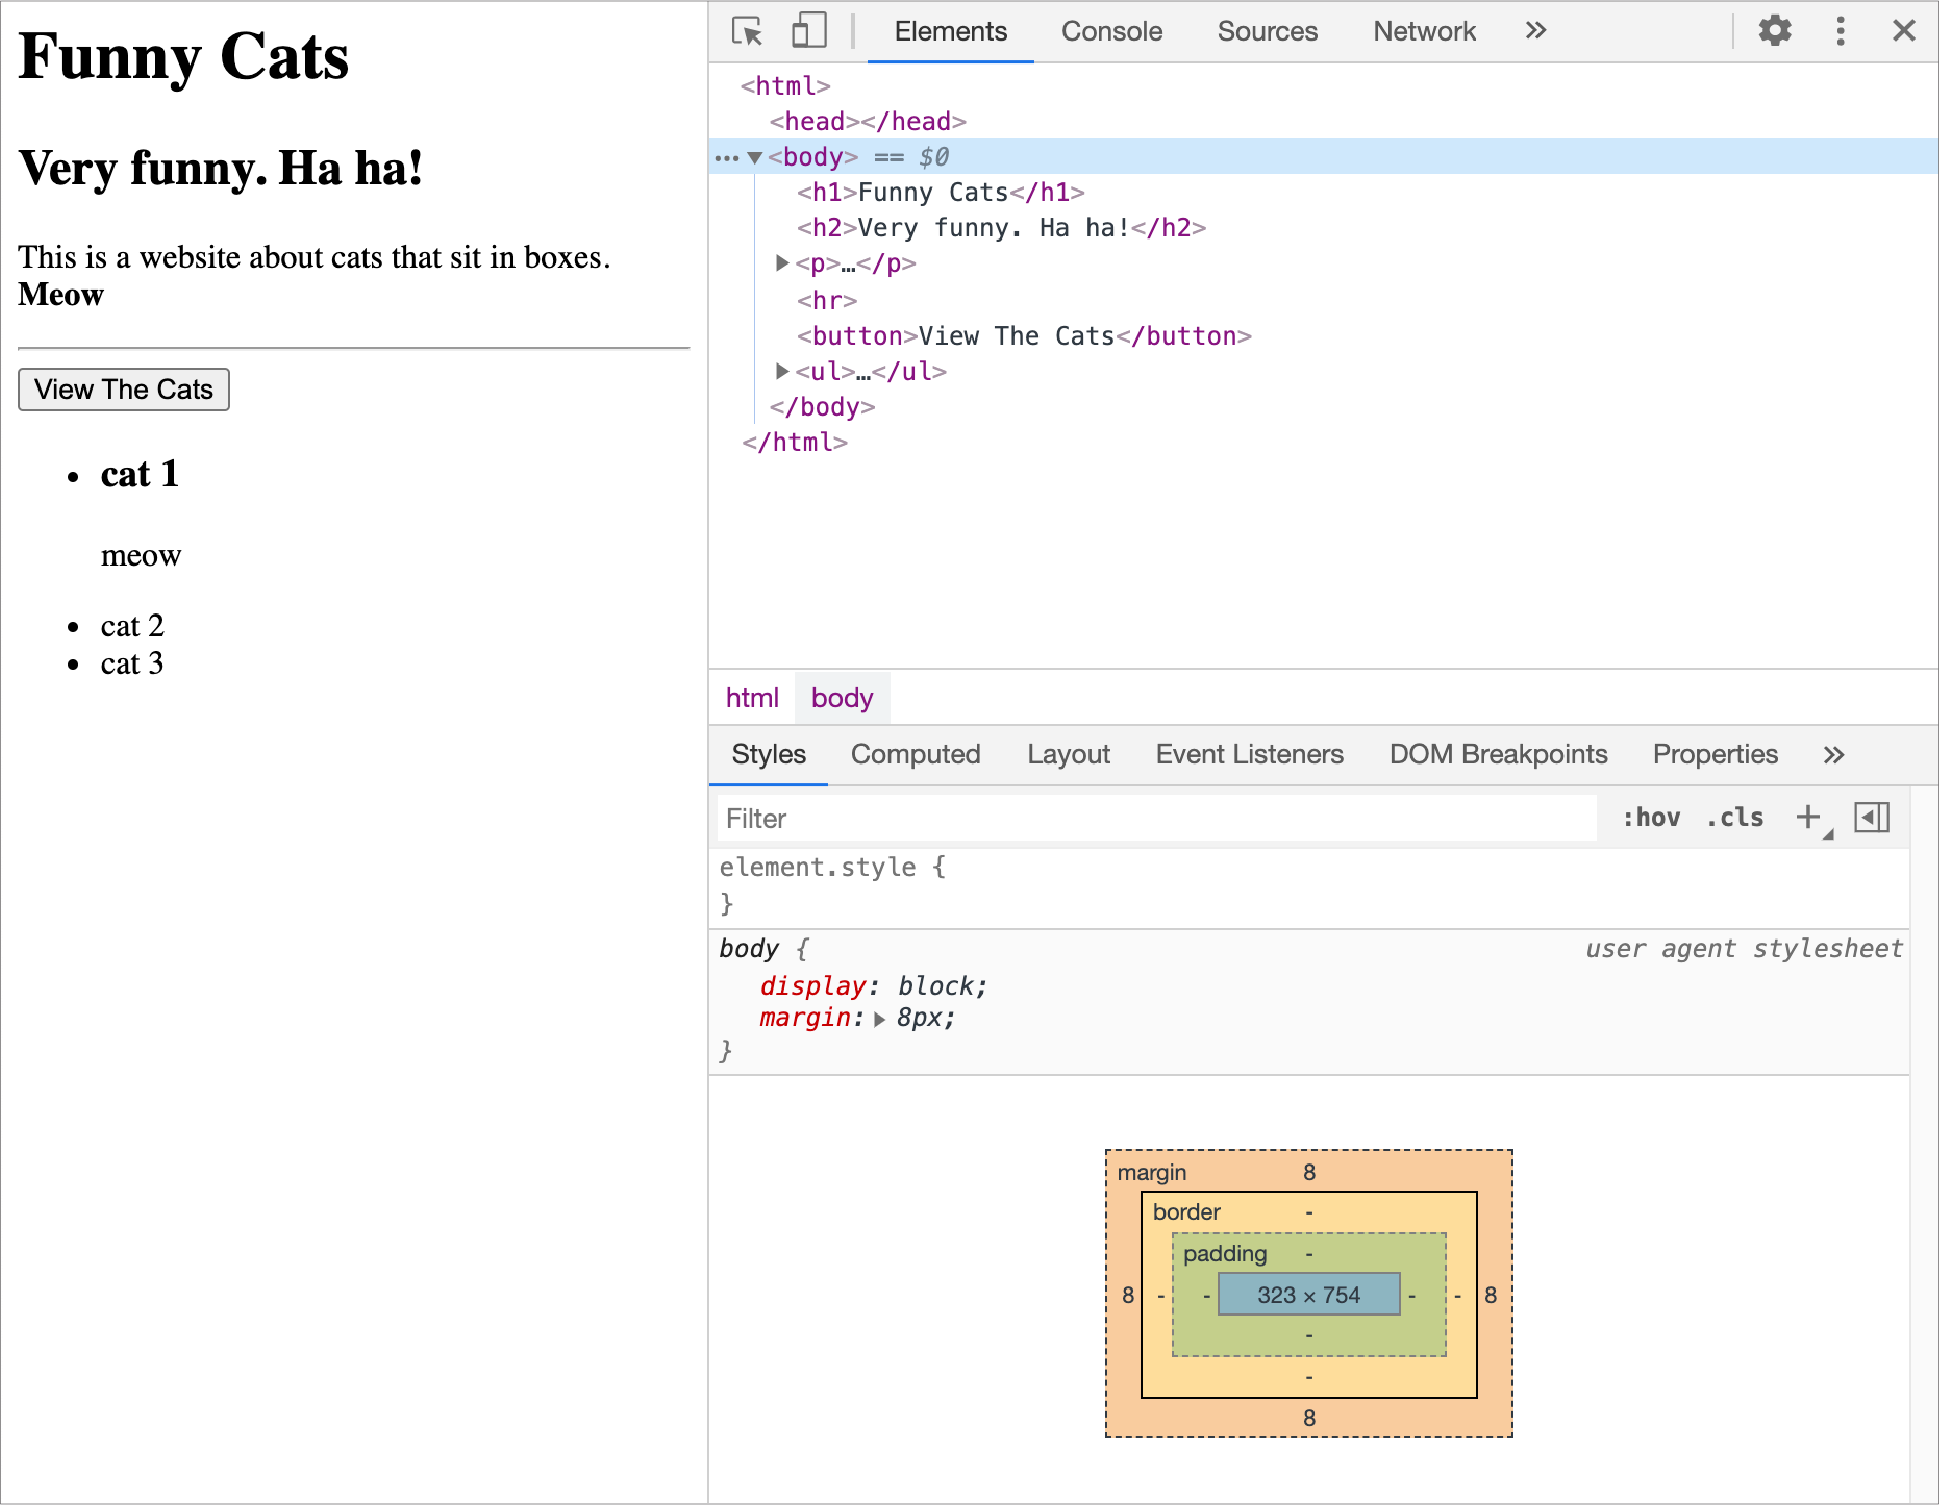 Funny Cats
Very funny. Ha ha!
This is a website about cats that sit in boxes.
Meow
View The Cats
• cat 1
meow
• cat 2
• cat 3
Elements Console Sources Network »
<html>
<head></head>
… ▼ <body> == $0
<h1>Funny Cats</h1>
<h2>Very funny. Ha ha!</h2>
▶ <p>…</p>
<hr>
<button>View The Cats</button>
▶ <ul>…</ul>
</body>
</html>
html body
Styles Computed Layout Event Listeners DOM Breakpoints Properties »
Filter :hov .cls +
element.style {
}
body { user agent stylesheet
display: block;
margin: ▶ 8px;
}
margin 8
border -
padding -
8 - - 323 × 754 - - 8
-
-
8